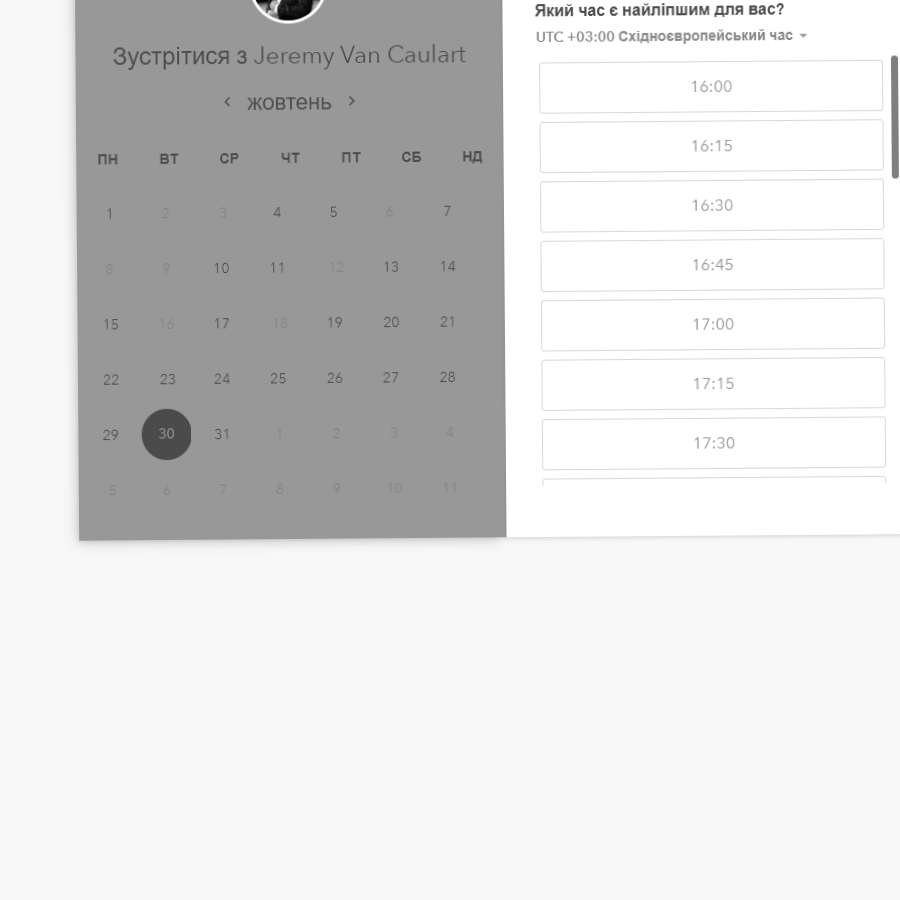 Зустрітися з Jeremy Van Caulart
‹ жовтень ›
ПН ВТ СР ЧТ ПТ СБ НД
1 2 3 4 5 6 7
8 9 10 11 12 13 14
15 16 17 18 19 20 21
22 23 24 25 26 27 28
29 30 31 1 2 3 4
5 6 7 8 9 10 11
Який час є найліпшим для вас?
UTC +03:00 Східноєвропейський час
16:00
16:15
16:30
16:45
17:00
17:15
17:30